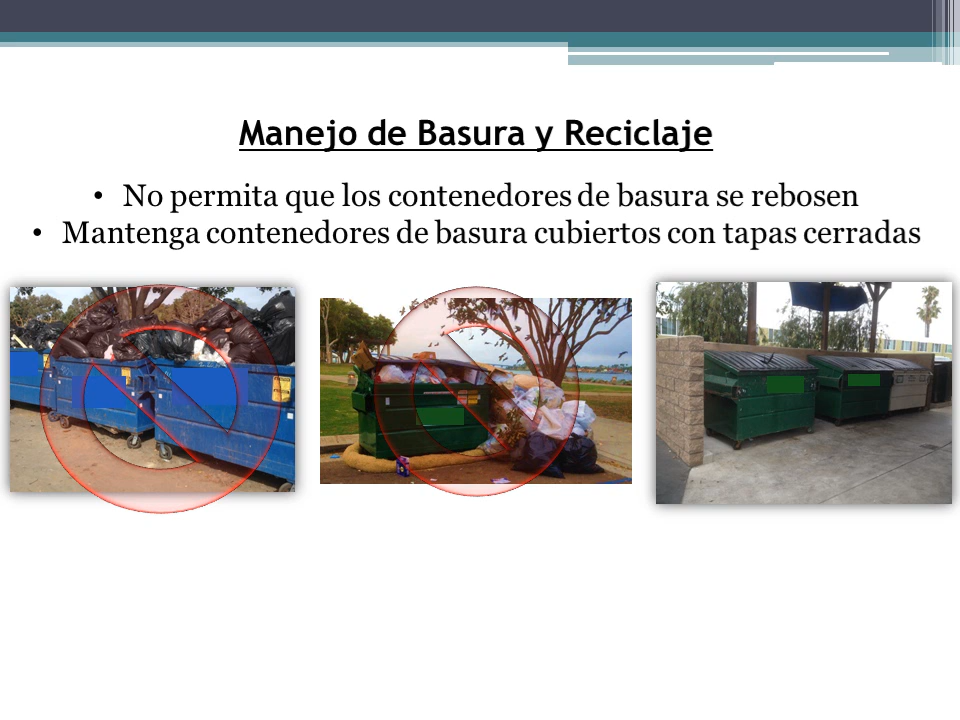 Manejo de Basura y Reciclaje
• No permita que los contenedores de basura se rebosen
• Mantenga contenedores de basura cubiertos con tapas cerradas